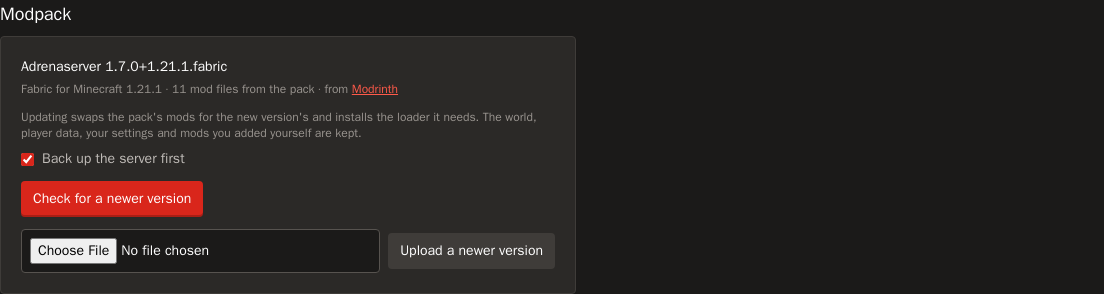 Modpack
Adrenaserver 1.7.0+1.21.1.fabric
Fabric for Minecraft 1.21.1 · 11 mod files from the pack · from Modrinth
Updating swaps the pack's mods for the new version's and installs the loader it needs. The world,
player data, your settings and mods you added yourself are kept.
Back up the server first
Check for a newer version
Choose File No file chosen
Upload a newer version